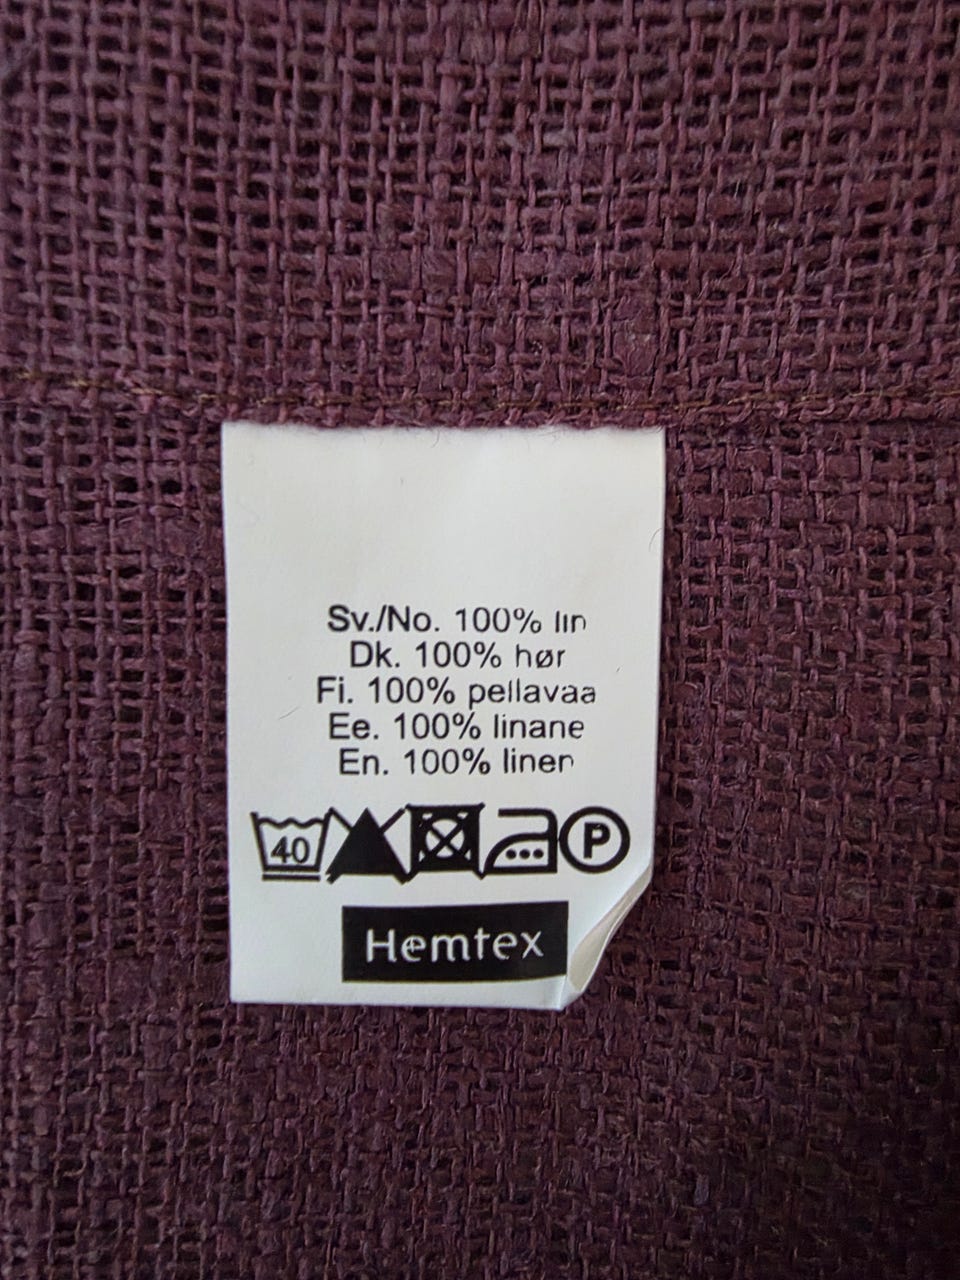 Sv./No. 100% lin
Dk. 100% hør
Fi. 100% pellavaa
Ee. 100% linane
En. 100% linen
40 P
Hemtex